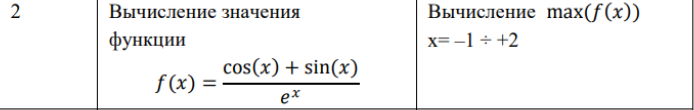 2
Вычисление значения
функции
f(x) = (cos(x) + sin(x)) / e^x
Вычисление max(f(x))
x= –1 ÷ +2